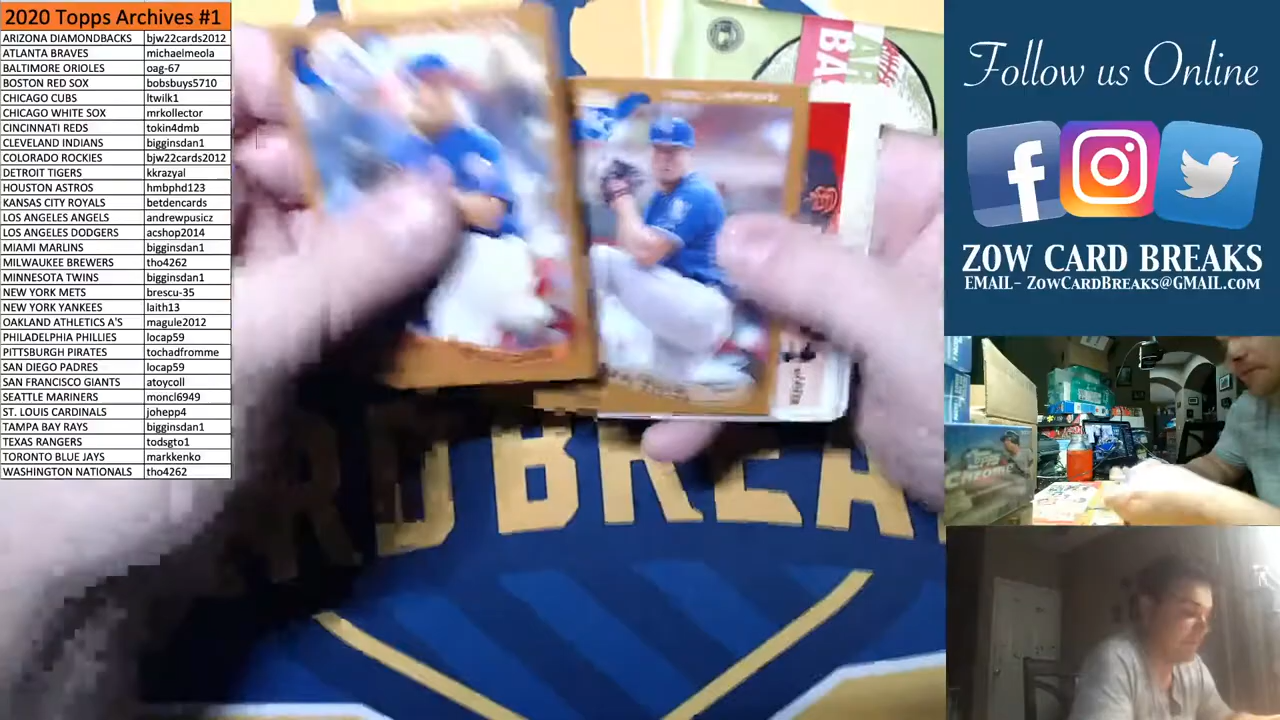 2020 Topps Archives #1
ARIZONA DIAMONDBACKS bjw22cards2012
ATLANTA BRAVES michaelmeola
BALTIMORE ORIOLES oag-67
BOSTON RED SOX bobsbuys5710
CHICAGO CUBS ltwilk1
CHICAGO WHITE SOX mrkollector
CINCINNATI REDS tokin4dmb
CLEVELAND INDIANS bigginsdan1
COLORADO ROCKIES bjw22cards2012
DETROIT TIGERS kkrazyal
HOUSTON ASTROS hmbphd123
KANSAS CITY ROYALS betdencards
LOS ANGELES ANGELS andrewpusicz
LOS ANGELES DODGERS acshop2014
MIAMI MARLINS bigginsdan1
MILWAUKEE BREWERS tho4262
MINNESOTA TWINS bigginsdan1
NEW YORK METS brescu-35
NEW YORK YANKEES laith13
OAKLAND ATHLETICS A'S magule2012
PHILADELPHIA PHILLIES locap59
PITTSBURGH PIRATES tochadfromme
SAN DIEGO PADRES locap59
SAN FRANCISCO GIANTS atoycoll
SEATTLE MARINERS moncl6949
ST. LOUIS CARDINALS johepp4
TAMPA BAY RAYS bigginsdan1
TEXAS RANGERS todsgto1
TORONTO BLUE JAYS markkenko
WASHINGTON NATIONALS tho4262
BA
RD BREA
Follow us Online
ZOW CARD BREAKS
EMAIL- ZOWCARDBREAKS@GMAIL.COM
CHROME